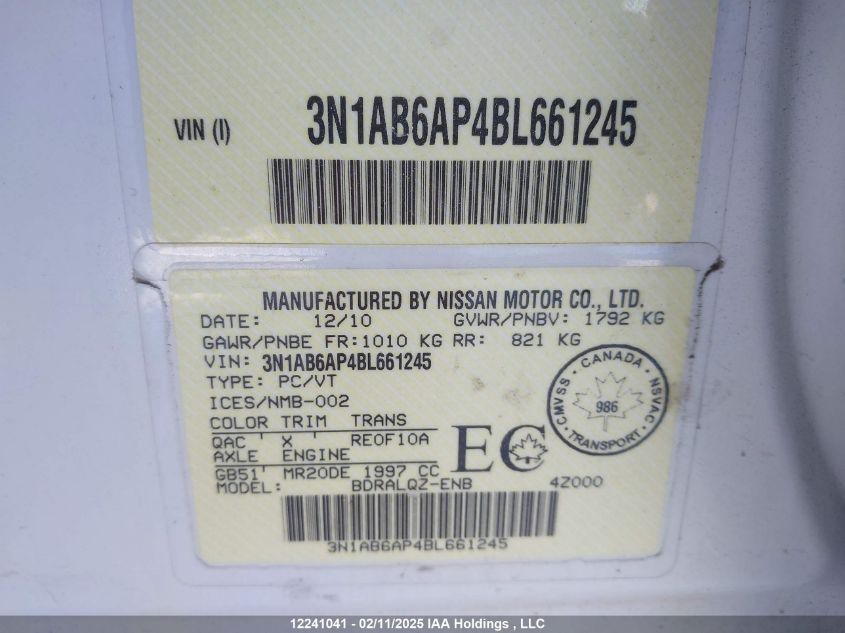 VIN (I) 3N1AB6AP4BL661245
MANUFACTURED BY NISSAN MOTOR CO., LTD.
DATE: 12/10 GVWR/PNBV: 1792 KG
GAWR/PNBE FR:1010 KG RR: 821 KG
VIN: 3N1AB6AP4BL661245
TYPE: PC/VT
ICES/NMB-002
COLOR TRIM TRANS
QAC ' X ' RE0F10A
AXLE ENGINE
GB51' MR20DE 1997 CC
MODEL: BDRALQZ-ENB 4Z000
EC
CANADA
CMVSS NSVAC
986
TRANSPORT
3N1AB6AP4BL661245
12241041 - 02/11/2025 IAA Holdings , LLC